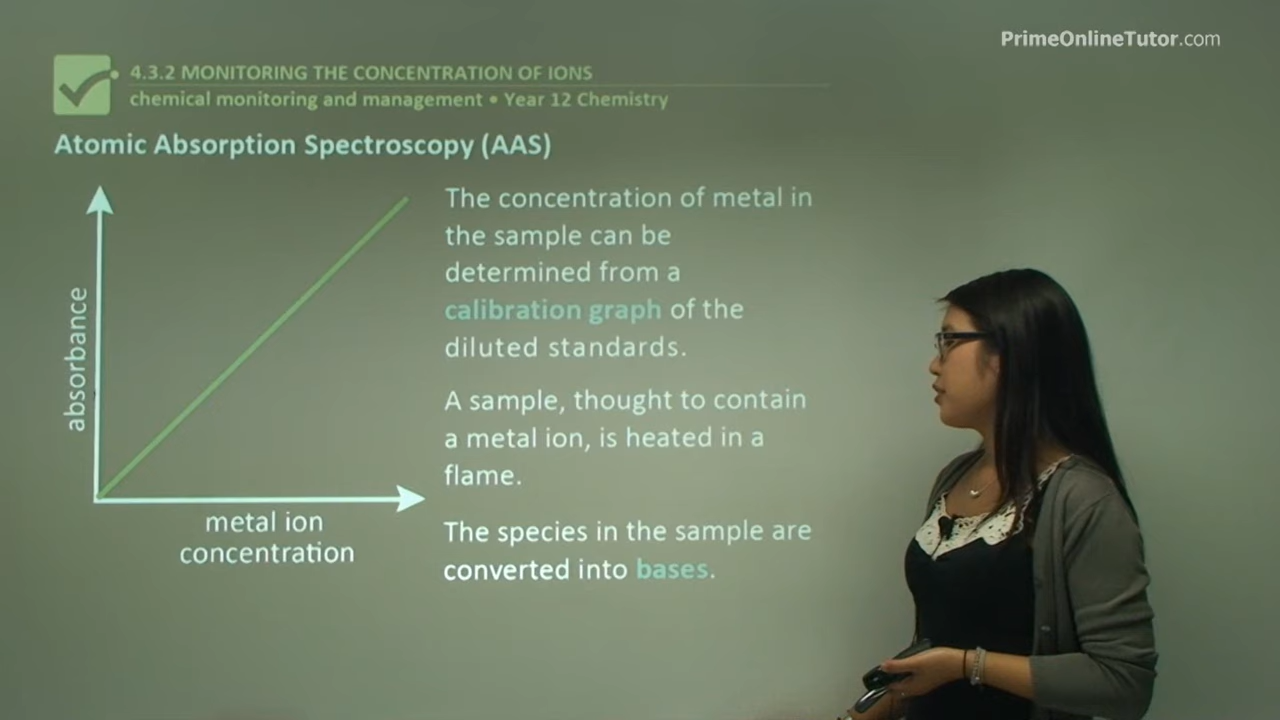 PrimeOnlineTutor.com
4.3.2 MONITORING THE CONCENTRATION OF IONS
chemical monitoring and management • Year 12 Chemistry
Atomic Absorption Spectroscopy (AAS)
absorbance
metal ion
concentration
The concentration of metal in
the sample can be
determined from a
calibration graph of the
diluted standards.
A sample, thought to contain
a metal ion, is heated in a
flame.
The species in the sample are
converted into bases.